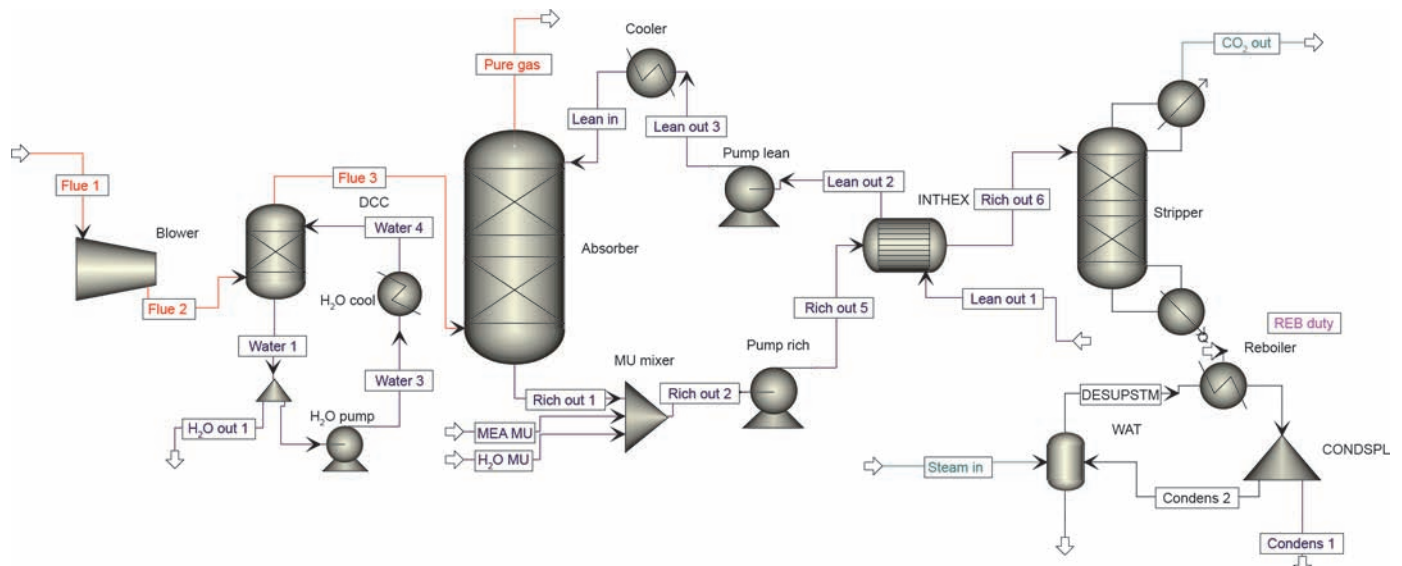 Cooler
CO₂ out
Pure gas
Lean in
Lean out 3
Pump lean
Flue 1
Flue 3
Lean out 2
INTHEX
Rich out 6
DCC
Stripper
Water 4
Blower
Absorber
H₂O cool
Flue 2
Rich out 5
Lean out 1
REB duty
Water 1
Pump rich
Reboiler
MU mixer
Water 3
DESUPSTM
Rich out 1
Rich out 2
H₂O pump
H₂O out 1
MEA MU
WAT
CONDSPL
H₂O MU
Steam in
Condens 2
Condens 1